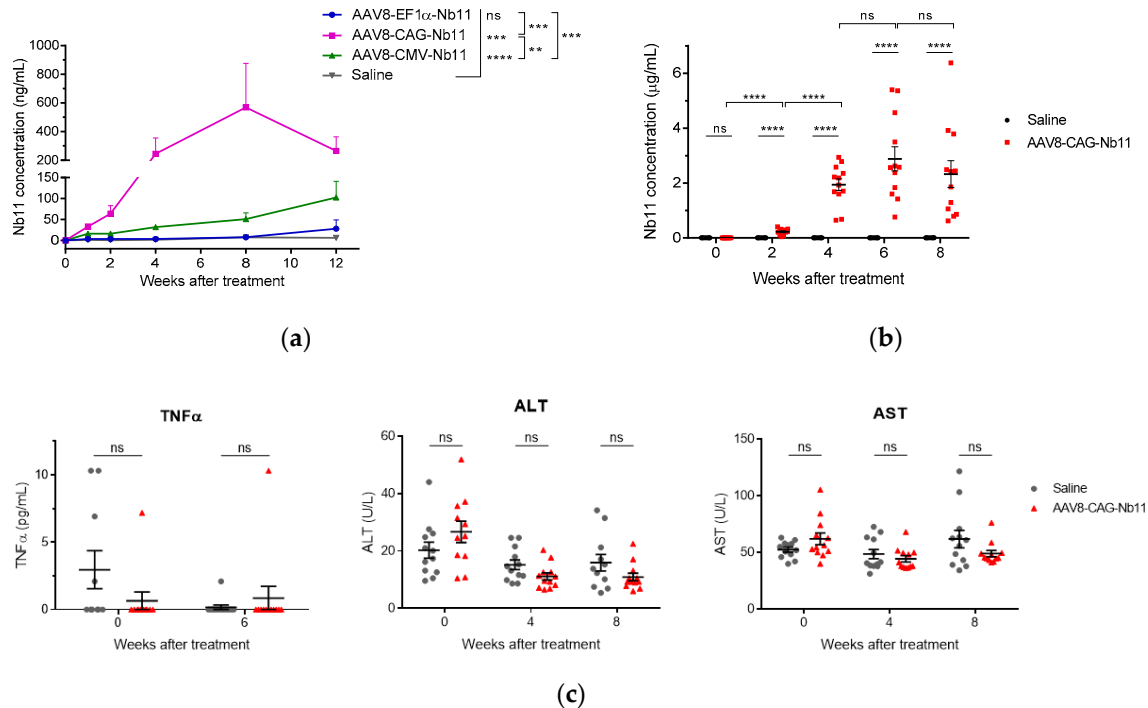 AAV8-EF1α-Nb11 ns
AAV8-CAG-Nb11 ***
AAV8-CMV-Nb11 ****
Saline
*** ** ***
Nb11 concentration (ng/mL)
1000
800
600
400
200
150
100
50
0
0 2 4 6 8 10 12
Weeks after treatment
(a)
Nb11 concentration (μg/mL)
6
4
2
0
ns ns
**** ****
**** ****
ns **** ****
0 2 4 6 8
Weeks after treatment
Saline
AAV8-CAG-Nb11
(b)
TNFα
TNFα (pg/mL)
10
5
0
ns ns
0 6
Weeks after treatment
ALT
ALT (U/L)
60
40
20
0
ns ns ns
0 4 8
Weeks after treatment
AST
AST (U/L)
150
100
50
0
ns ns ns
0 4 8
Weeks after treatment
Saline
AAV8-CAG-Nb11
(c)